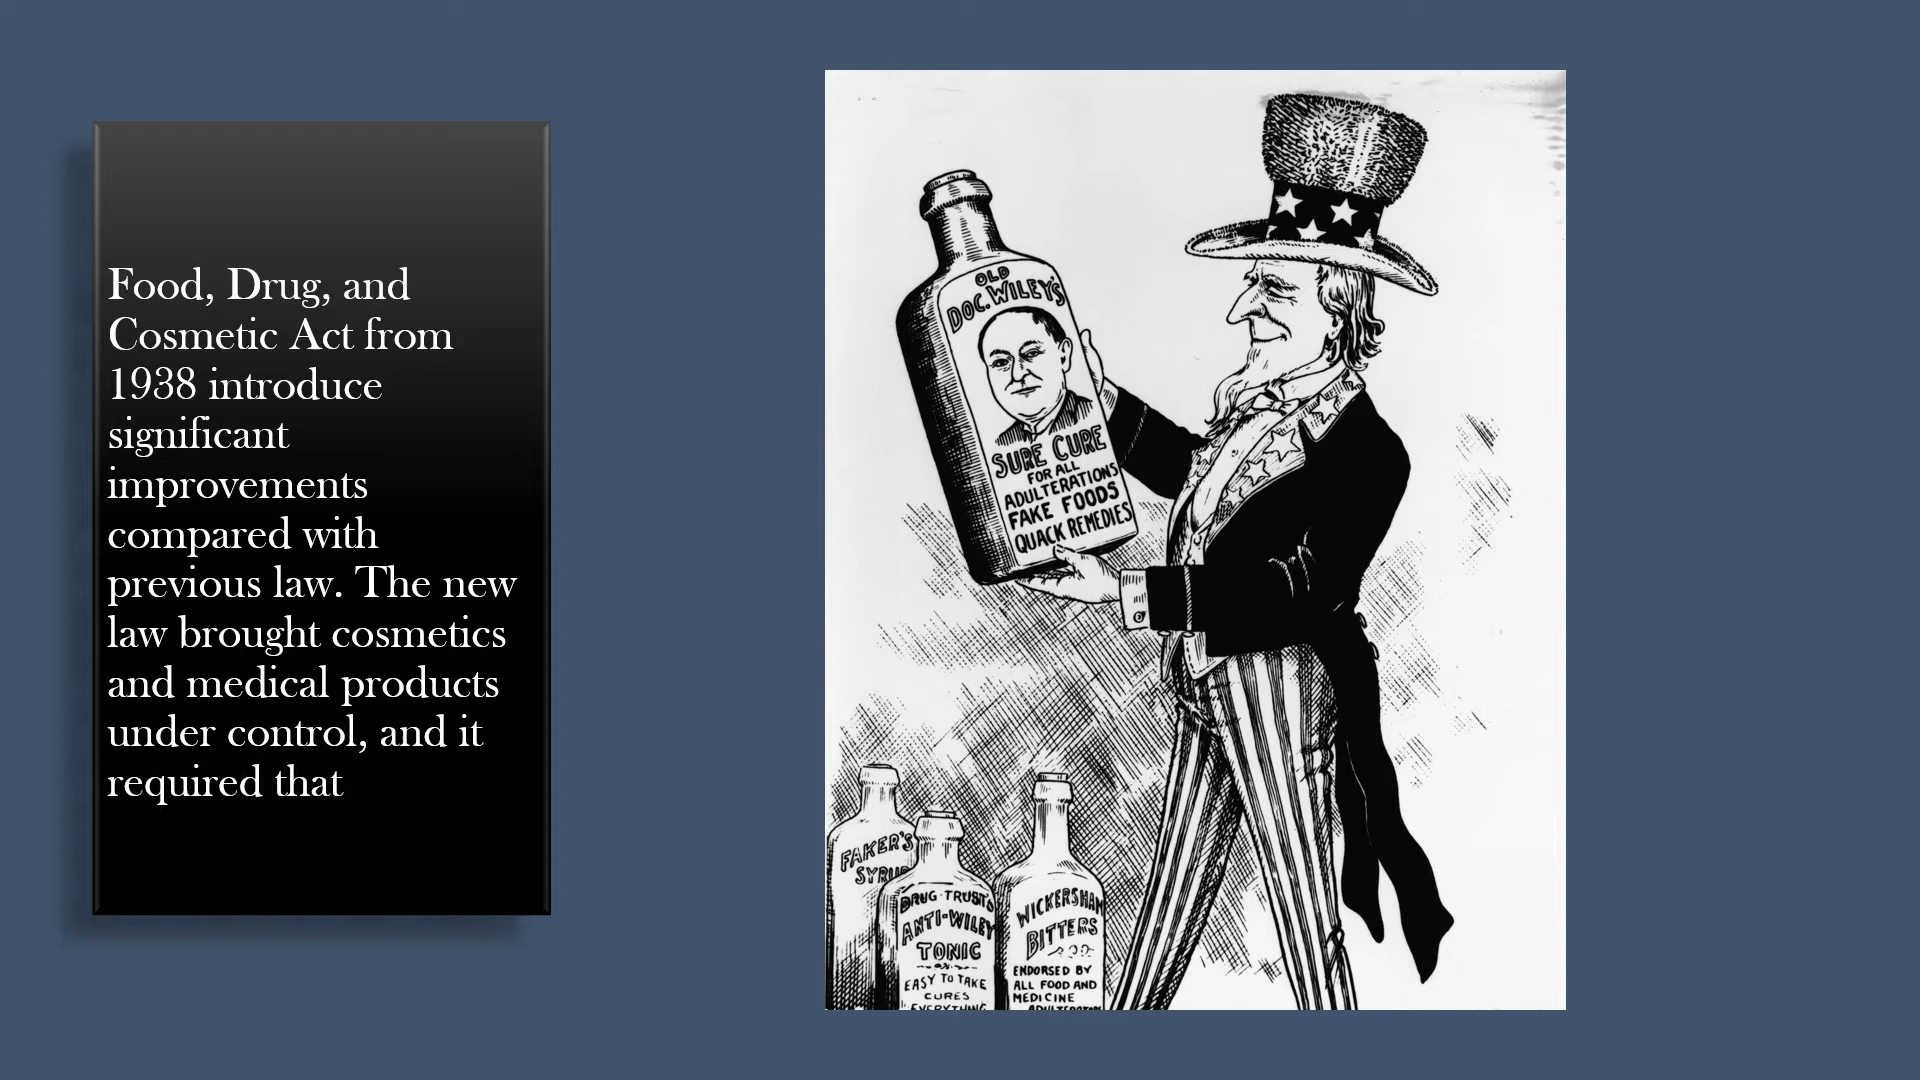 Food, Drug, and
Cosmetic Act from
1938 introduce
significant
improvements
compared with
previous law. The new
law brought cosmetics
and medical products
under control, and it
required that
OLD
DOC. WILEY'S
SURE CURE
FOR ALL
ADULTERATIONS
FAKE FOODS
QUACK REMEDIES
FAKER'S
SYRUP
DRUG-TRUST'S
ANTI-WILEY
TONIC
EASY TO TAKE
CURES
EVERYTHING
WICKERSHAM
BITTERS
ENDORSED BY
ALL FOOD AND
MEDICINE